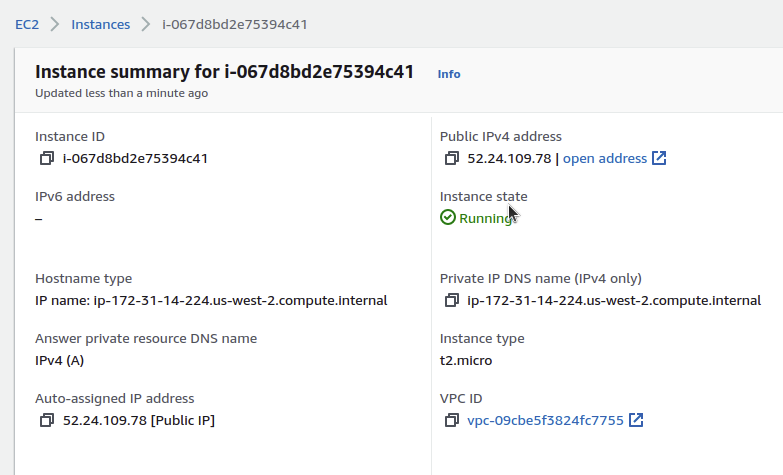 EC2 > Instances > i-067d8bd2e75394c41
Instance summary for i-067d8bd2e75394c41 Info
Updated less than a minute ago
Instance ID
i-067d8bd2e75394c41
Public IPv4 address
52.24.109.78 | open address
IPv6 address
–
Instance state
Running
Hostname type
IP name: ip-172-31-14-224.us-west-2.compute.internal
Private IP DNS name (IPv4 only)
ip-172-31-14-224.us-west-2.compute.internal
Answer private resource DNS name
IPv4 (A)
Instance type
t2.micro
Auto-assigned IP address
52.24.109.78 [Public IP]
VPC ID
vpc-09cbe5f3824fc7755